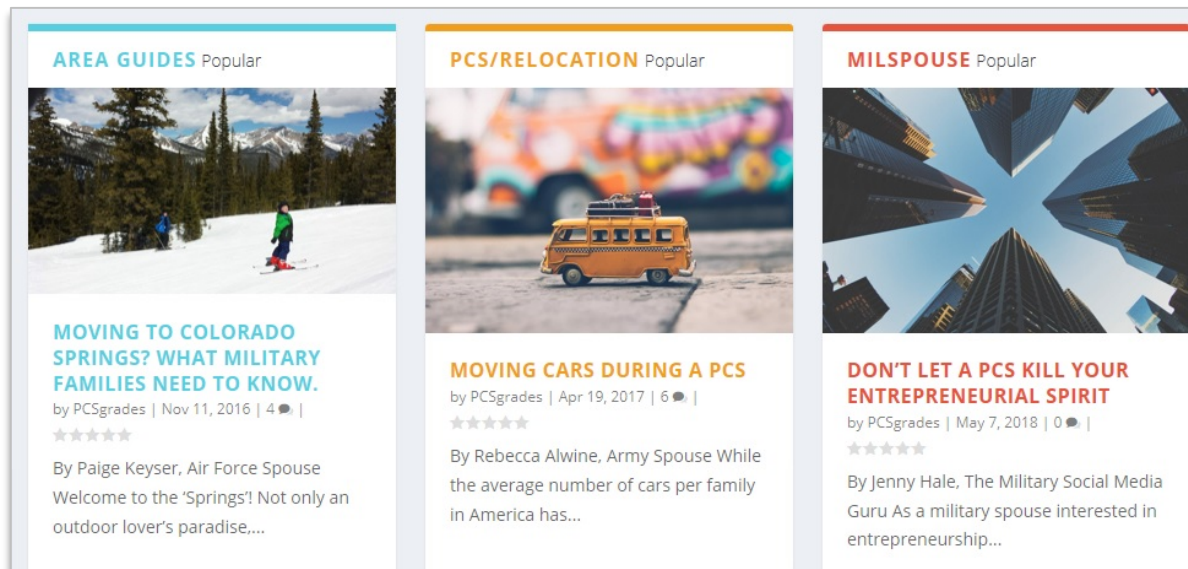 AREA GUIDES Popular
MOVING TO COLORADO
SPRINGS? WHAT MILITARY
FAMILIES NEED TO KNOW.
by PCSgrades | Nov 11, 2016 | 4 |
By Paige Keyser, Air Force Spouse
Welcome to the ‘Springs’! Not only an
outdoor lover’s paradise,...
PCS/RELOCATION Popular
MOVING CARS DURING A PCS
by PCSgrades | Apr 19, 2017 | 6 |
By Rebecca Alwine, Army Spouse While
the average number of cars per family
in America has...
MILSPOUSE Popular
DON’T LET A PCS KILL YOUR
ENTREPRENEURIAL SPIRIT
by PCSgrades | May 7, 2018 | 0 |
By Jenny Hale, The Military Social Media
Guru As a military spouse interested in
entrepreneurship...